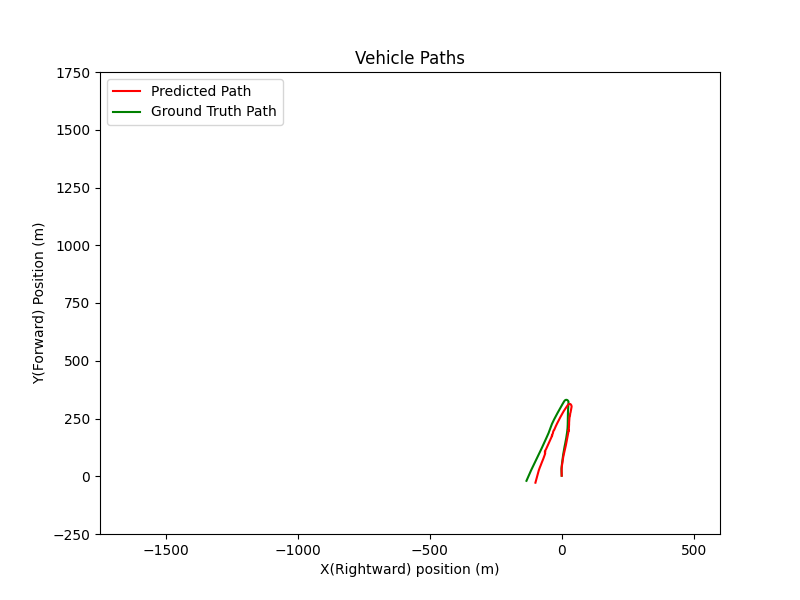 Vehicle Paths
Predicted Path
Ground Truth Path
1750
1500
1250
1000
750
500
250
0
−250
Y(Forward) Position (m)
−1500 −1000 −500 0 500
X(Rightward) position (m)